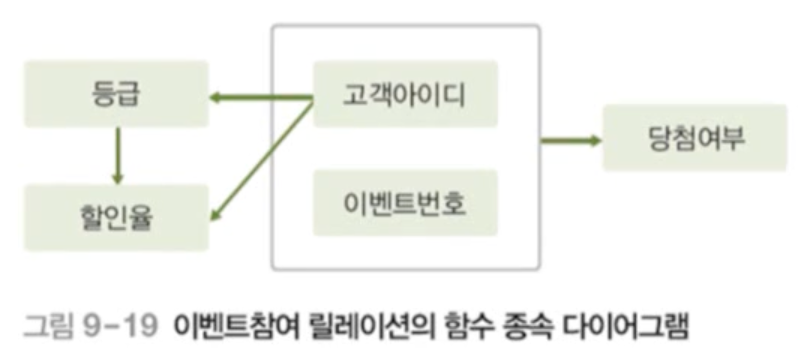 등급
고객아이디
당첨여부
할인율
이벤트번호
그림 9-19 이벤트참여 릴레이션의 함수 종속 다이어그램